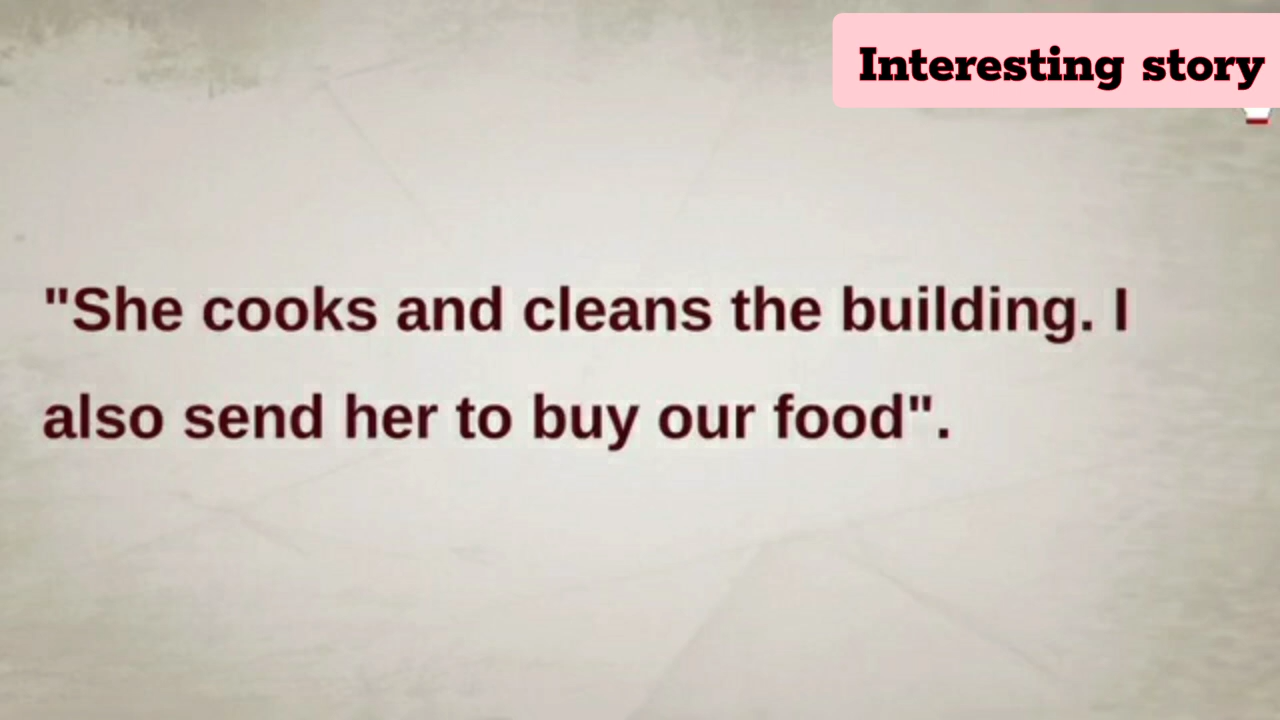 Interesting story
"She cooks and cleans the building. I
also send her to buy our food".